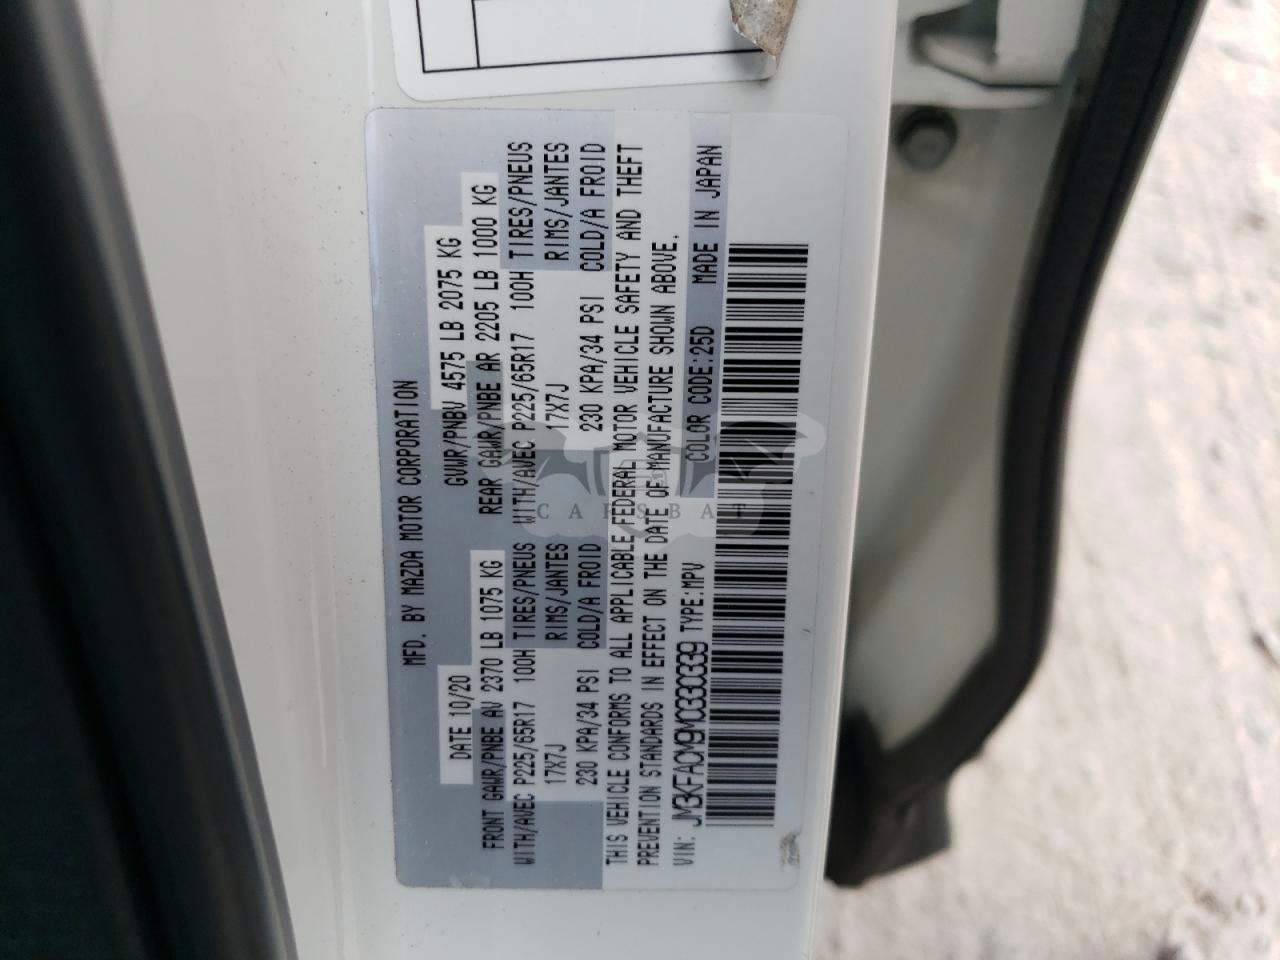 MFD. BY MAZDA MOTOR CORPORATION
DATE 10/20 GVWR/PNBV 4575 LB 2075 KG
FRONT GAWR/PNBE AV 2370 LB 1075 KG REAR GAWR/PNBE AR 2205 LB 1000 KG
WITH/AVEC P225/65R17 100H TIRES/PNEUS WITH/AVEC P225/65R17 100H TIRES/PNEUS
17X7J RIMS/JANTES 17X7J RIMS/JANTES
230 KPA/34 PSI COLD/A FROID 230 KPA/34 PSI COLD/A FROID
THIS VEHICLE CONFORMS TO ALL APPLICABLE FEDERAL MOTOR VEHICLE SAFETY AND THEFT
PREVENTION STANDARDS IN EFFECT ON THE DATE OF MANUFACTURE SHOWN ABOVE.
VIN: JM3KFACM9M0330339 TYPE:MPV COLOR CODE:25D MADE IN JAPAN
CARSBAT